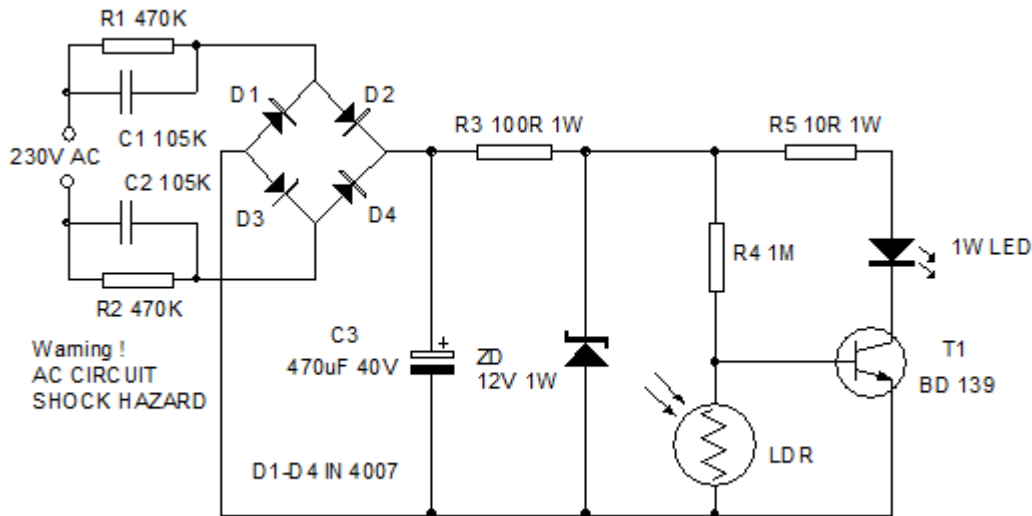 R1 470K
D1
D2
C1 105K
230V AC
C2 105K
R3 100R 1W
R5 10R 1W
D3
D4
R4 1M
1W LED
R2 470K
Warning !
AC CIRCUIT
SHOCK HAZARD
C3
470uF 40V
+
ZD
12V 1W
T1
BD 139
LDR
D1-D4 IN 4007